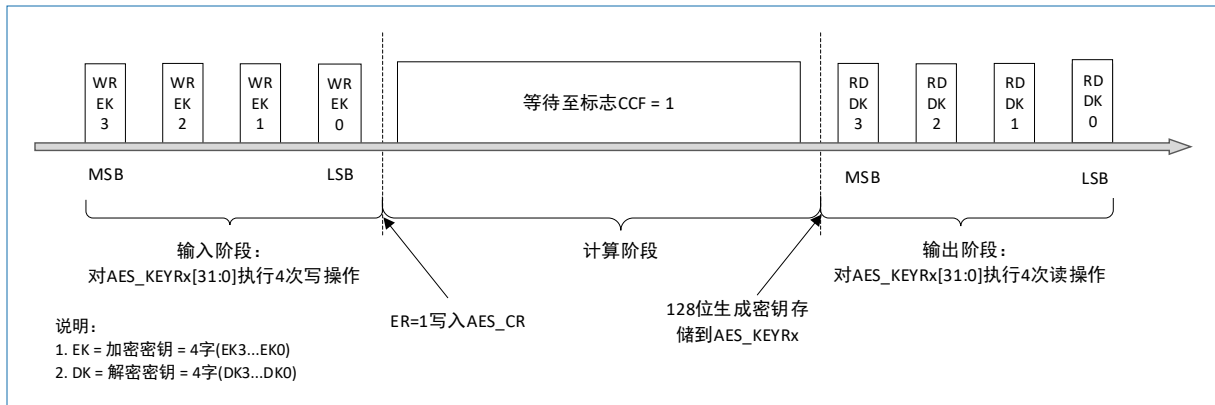 WR EK 3
WR EK 2
WR EK 1
WR EK 0
等待至标志CCF = 1
RD DK 3
RD DK 2
RD DK 1
RD DK 0
MSB
LSB
MSB
LSB
输入阶段：
对AES_KEYRx[31:0]执行4次写操作
计算阶段
输出阶段：
对AES_KEYRx[31:0]执行4次读操作
ER=1写入AES_CR
128位生成密钥存
储到AES_KEYRx
说明：
1. EK = 加密密钥 = 4字(EK3...EK0)
2. DK = 解密密钥 = 4字(DK3...DK0)